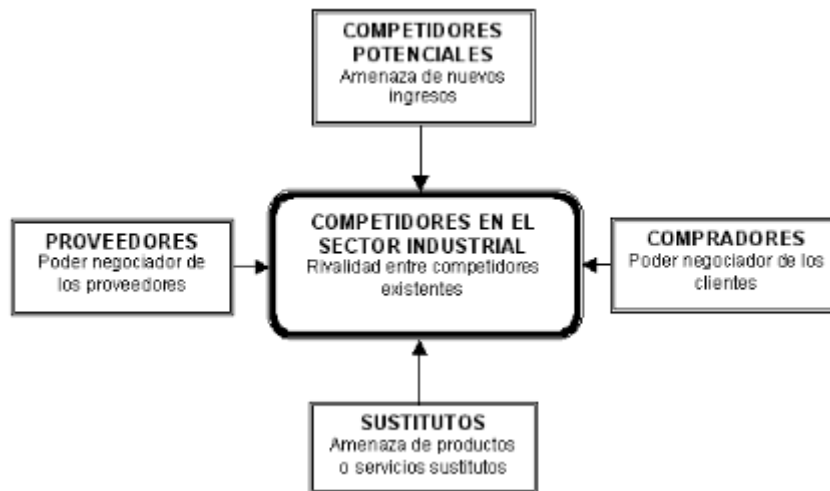 COMPETIDORES
POTENCIALES
Amenaza de nuevos
ingresos
PROVEEDORES
Poder negociador de
los proveedores
COMPETIDORES EN EL
SECTOR INDUSTRIAL
Rivalidad entre competidores
existentes
COMPRADORES
Poder negociador de los
clientes
SUSTITUTOS
Amenaza de productos
o servicios sustitutos